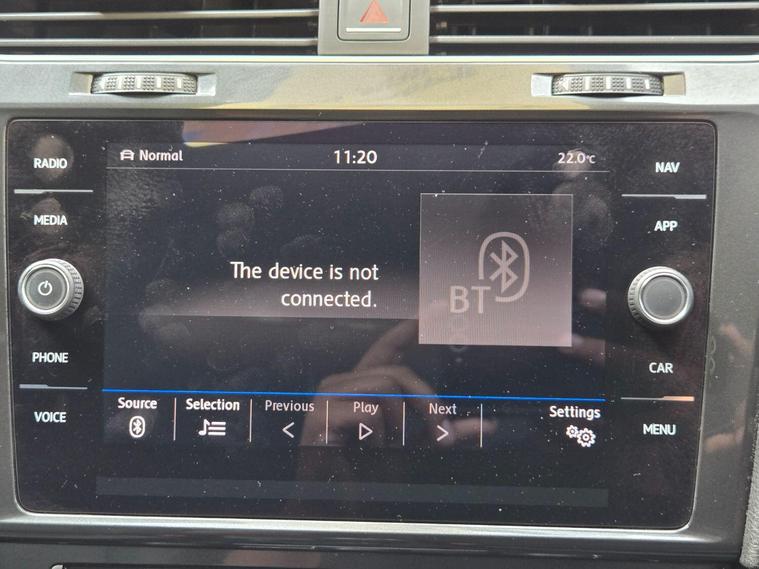 RADIO
MEDIA
PHONE
VOICE
Normal
11:20
22.0°C
The device is not
connected.
BT
Source
Selection
Previous
Play
Next
Settings
NAV
APP
CAR
MENU